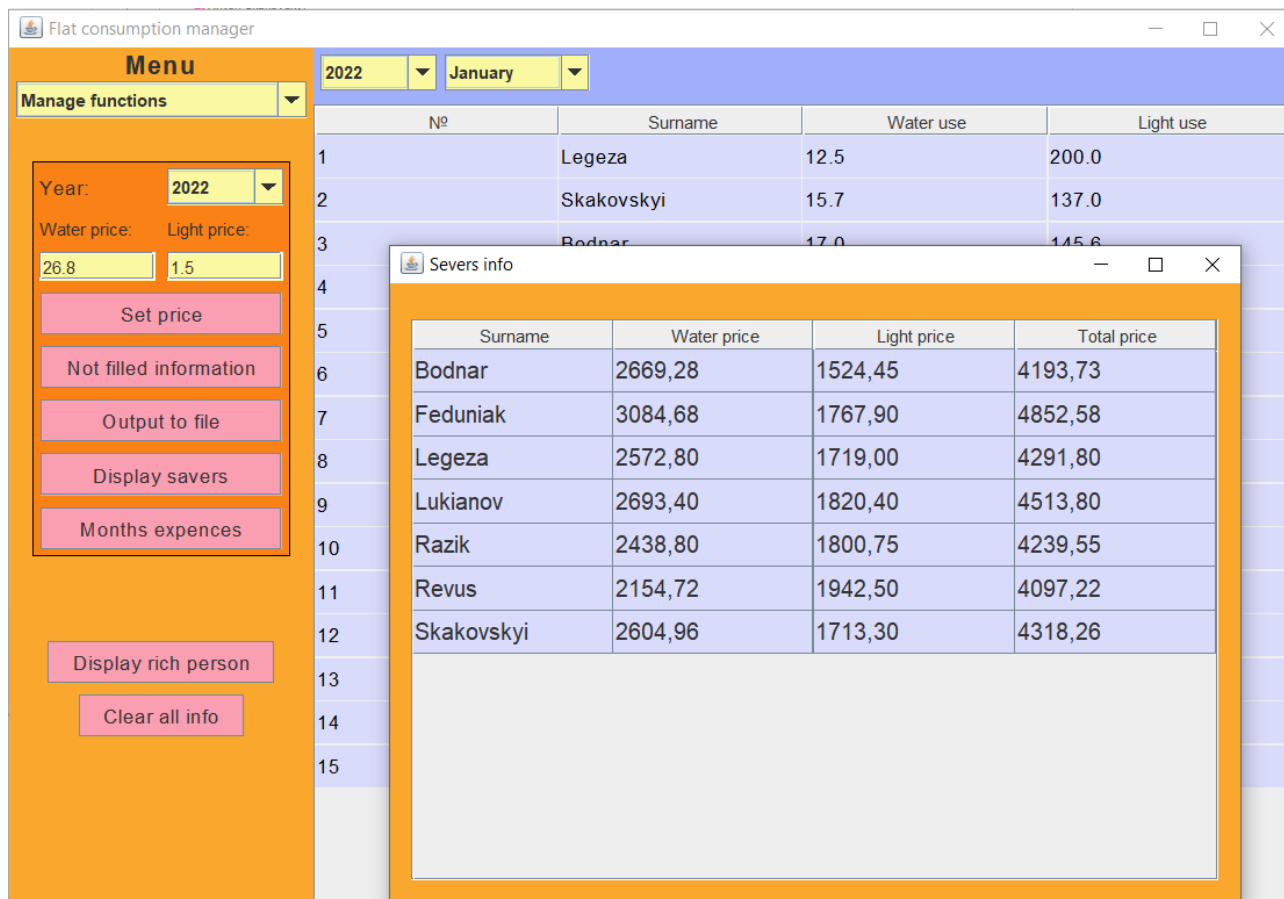 Flat consumption manager
Menu
Manage functions
2022 January
Nº Surname Water use Light use
1 Legeza 12.5 200.0
2 Skakovskyi 15.7 137.0
3 Bodnar 17.0 145.6
4
5
6
7
8
9
10
11
12
13
14
15
Year: 2022
Water price: Light price:
26.8 1.5
Set price
Not filled information
Output to file
Display savers
Months expences
Display rich person
Clear all info
Severs info
Surname Water price Light price Total price
Bodnar 2669,28 1524,45 4193,73
Feduniak 3084,68 1767,90 4852,58
Legeza 2572,80 1719,00 4291,80
Lukianov 2693,40 1820,40 4513,80
Razik 2438,80 1800,75 4239,55
Revus 2154,72 1942,50 4097,22
Skakovskyi 2604,96 1713,30 4318,26